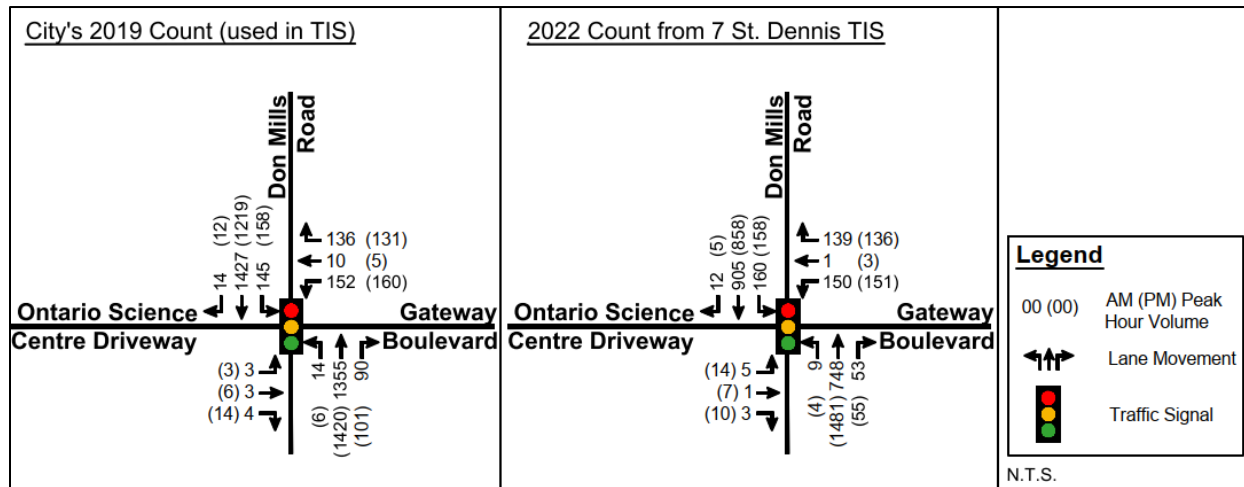 City's 2019 Count (used in TIS)
Don Mills
Road
14 (12)
1427 (1219)
145 (158)
136 (131)
10 (5)
152 (160)
Ontario Science
Centre Driveway
Gateway
Boulevard
(3) 3
(6) 3
(14) 4
(6) 14
(1420) 1355
(101) 90
2022 Count from 7 St. Dennis TIS
Don Mills
Road
12 (5)
905 (858)
160 (158)
139 (136)
1 (3)
150 (151)
Ontario Science
Centre Driveway
Gateway
Boulevard
(14) 5
(7) 1
(10) 3
(4) 9
(1481) 748
(55) 53
Legend
00 (00)
AM (PM) Peak
Hour Volume
Lane Movement
Traffic Signal
N.T.S.